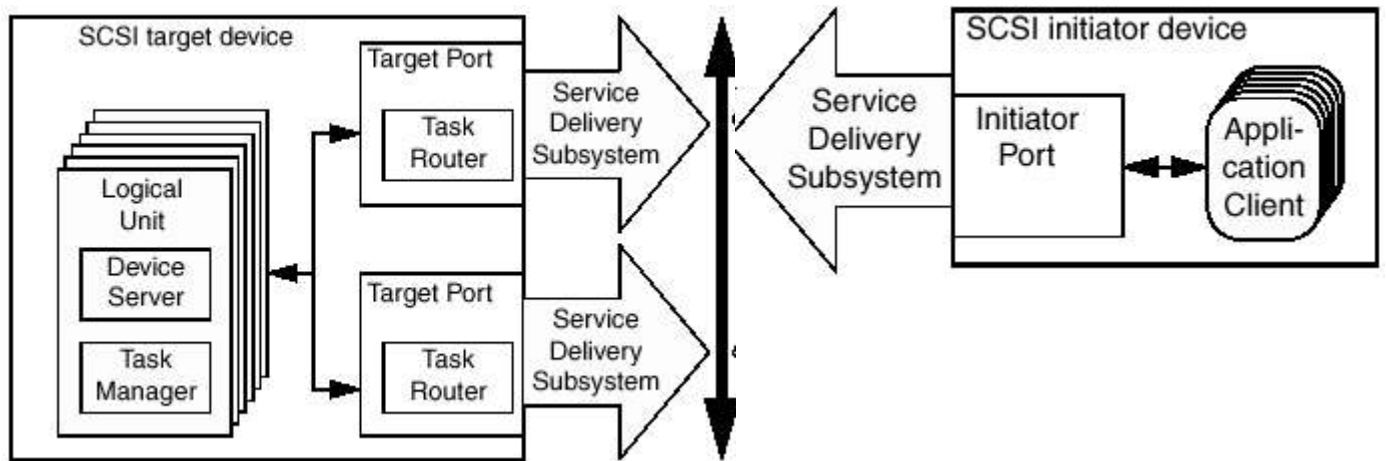 SCSI target device
Target Port
Task
Router
Service
Delivery
Subsystem
Logical
Unit
Device
Server
Task
Manager
Target Port
Task
Router
Service
Delivery
Subsystem
SCSI initiator device
Service
Delivery
Subsystem
Initiator
Port
Appli-
cation
Client